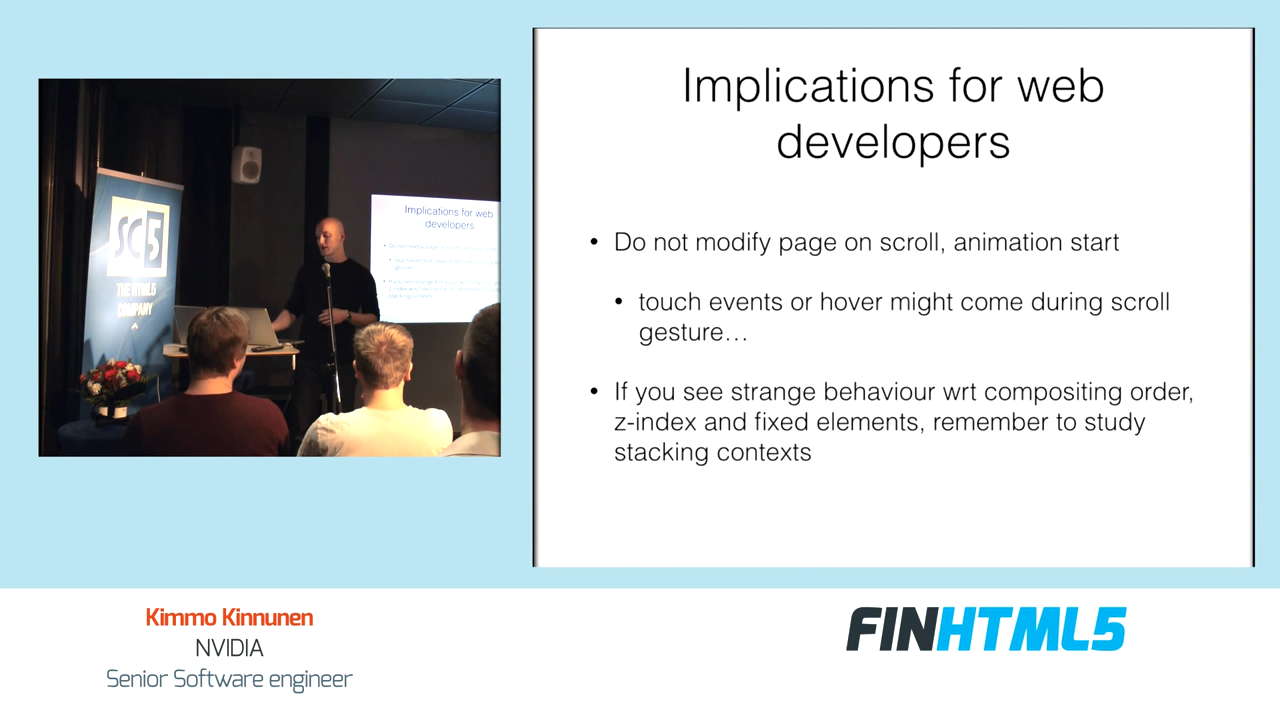 SC5
THE HTML5
COMPANY
Implications for web
developers
Implications for web
developers
• Do not modify page on scroll, animation start
• touch events or hover might come during scroll
gesture…
• If you see strange behaviour wrt compositing order,
z-index and fixed elements, remember to study
stacking contexts
Kimmo Kinnunen
NVIDIA
Senior Software engineer
FINHTML5